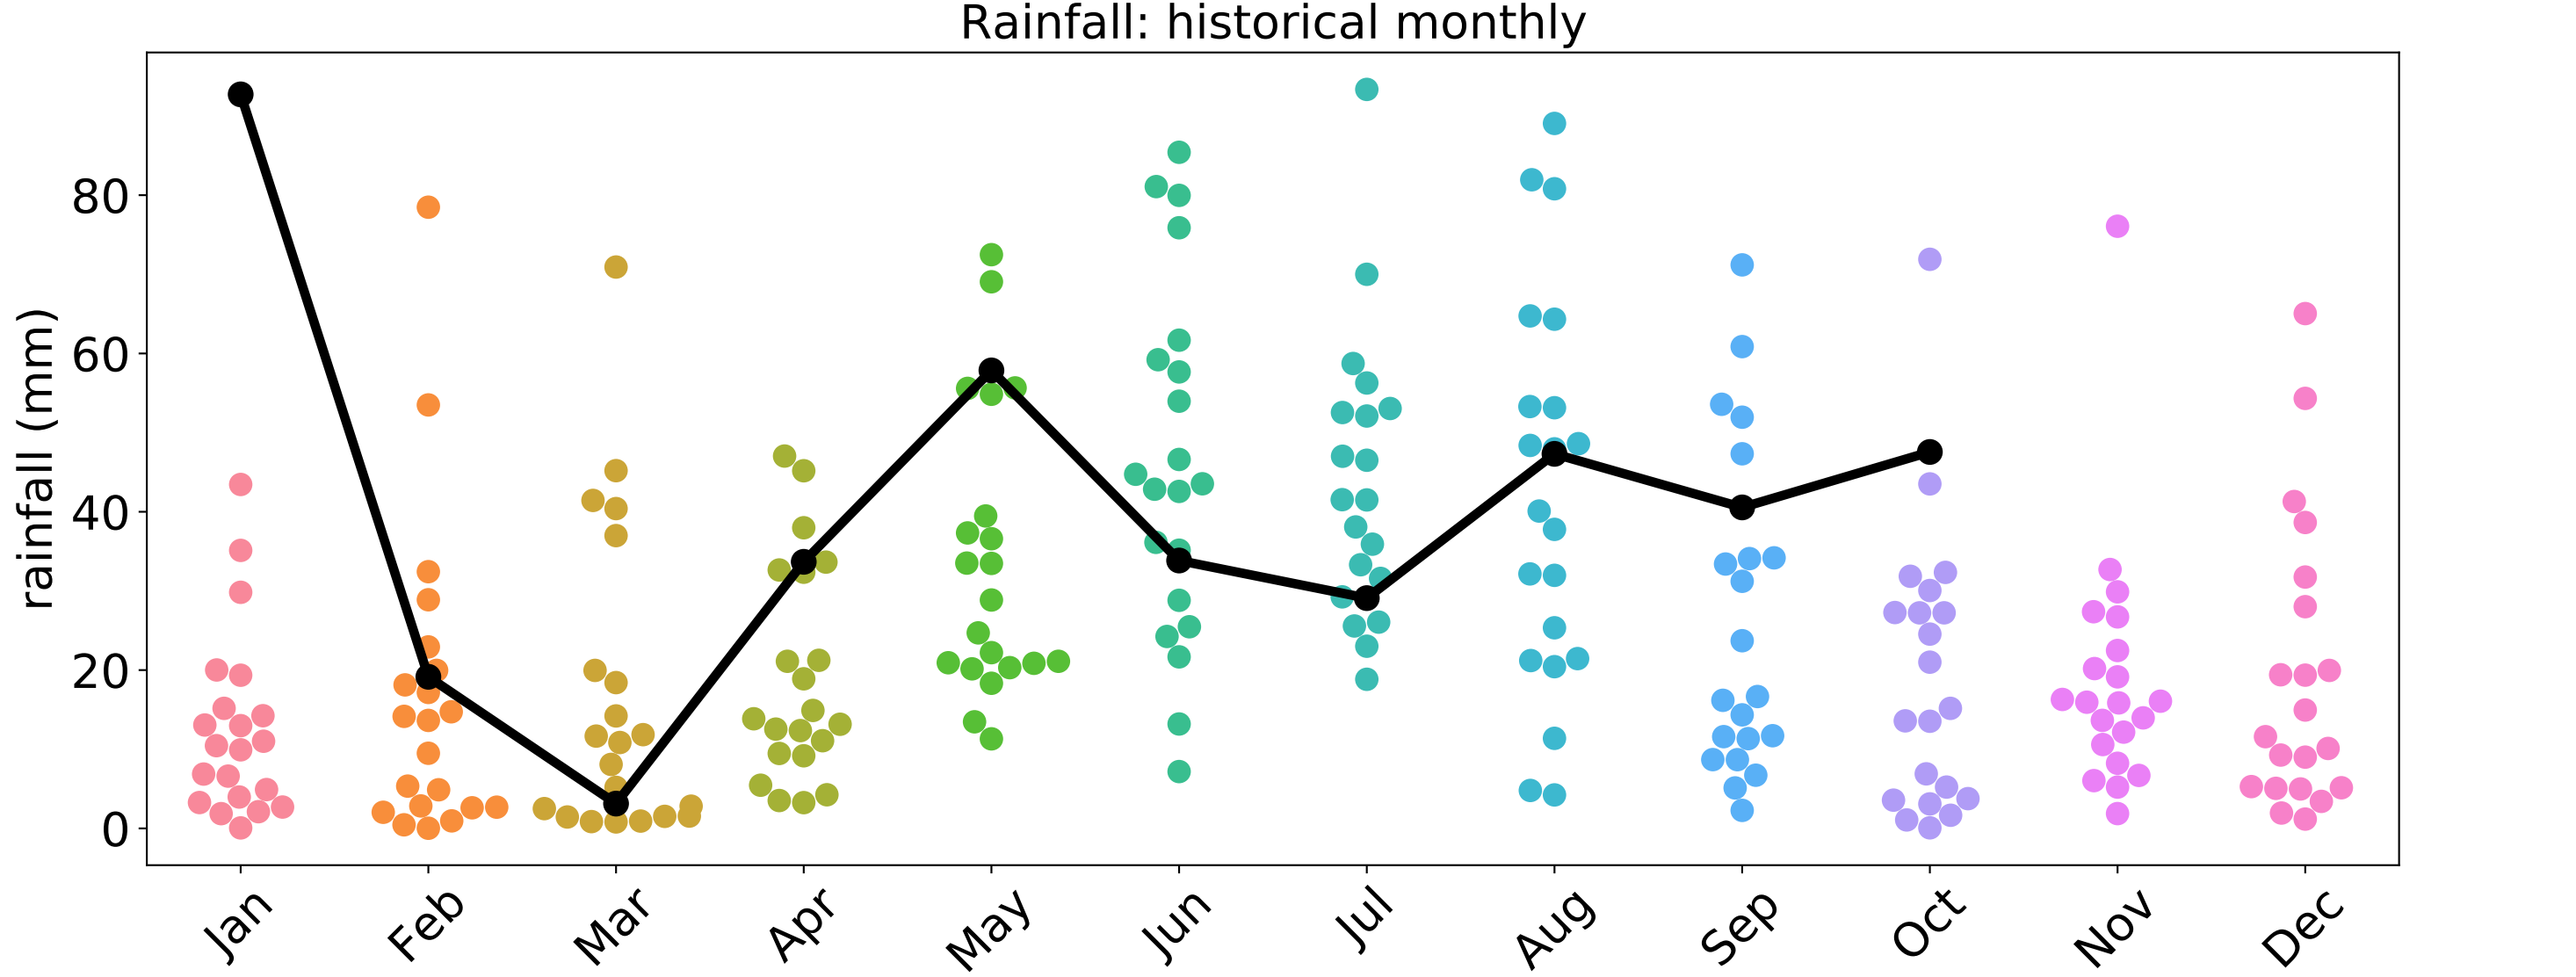 Rainfall: historical monthly
rainfall (mm)
80
60
40
20
0
Jan Feb Mar Apr May Jun Jul Aug Sep Oct Nov Dec